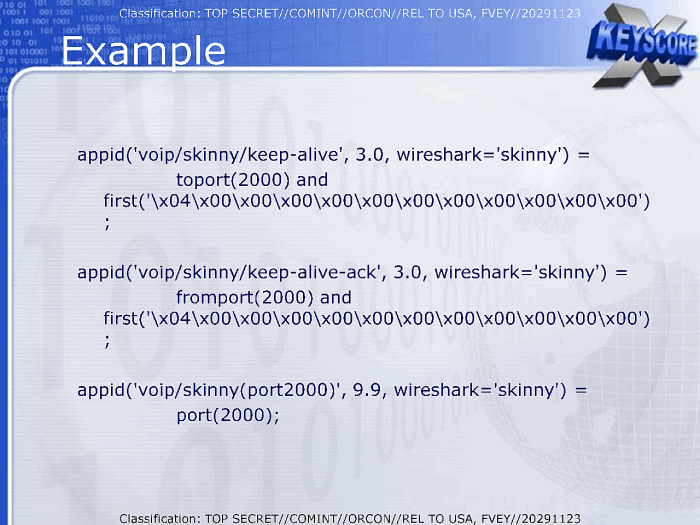 Classification: TOP SECRET//COMINT//ORCON//REL TO USA, FVEY//20291123
Example
XKEYSCORE
appid('voip/skinny/keep-alive', 3.0, wireshark='skinny') =
toport(2000) and
first('\x04\x00\x00\x00\x00\x00\x00\x00\x00\x00\x00\x00')
;
appid('voip/skinny/keep-alive-ack', 3.0, wireshark='skinny') =
fromport(2000) and
first('\x04\x00\x00\x00\x00\x00\x00\x00\x00\x00\x00\x00')
;
appid('voip/skinny(port2000)', 9.9, wireshark='skinny') =
port(2000);
Classification: TOP SECRET//COMINT//ORCON//REL TO USA, FVEY//20291123